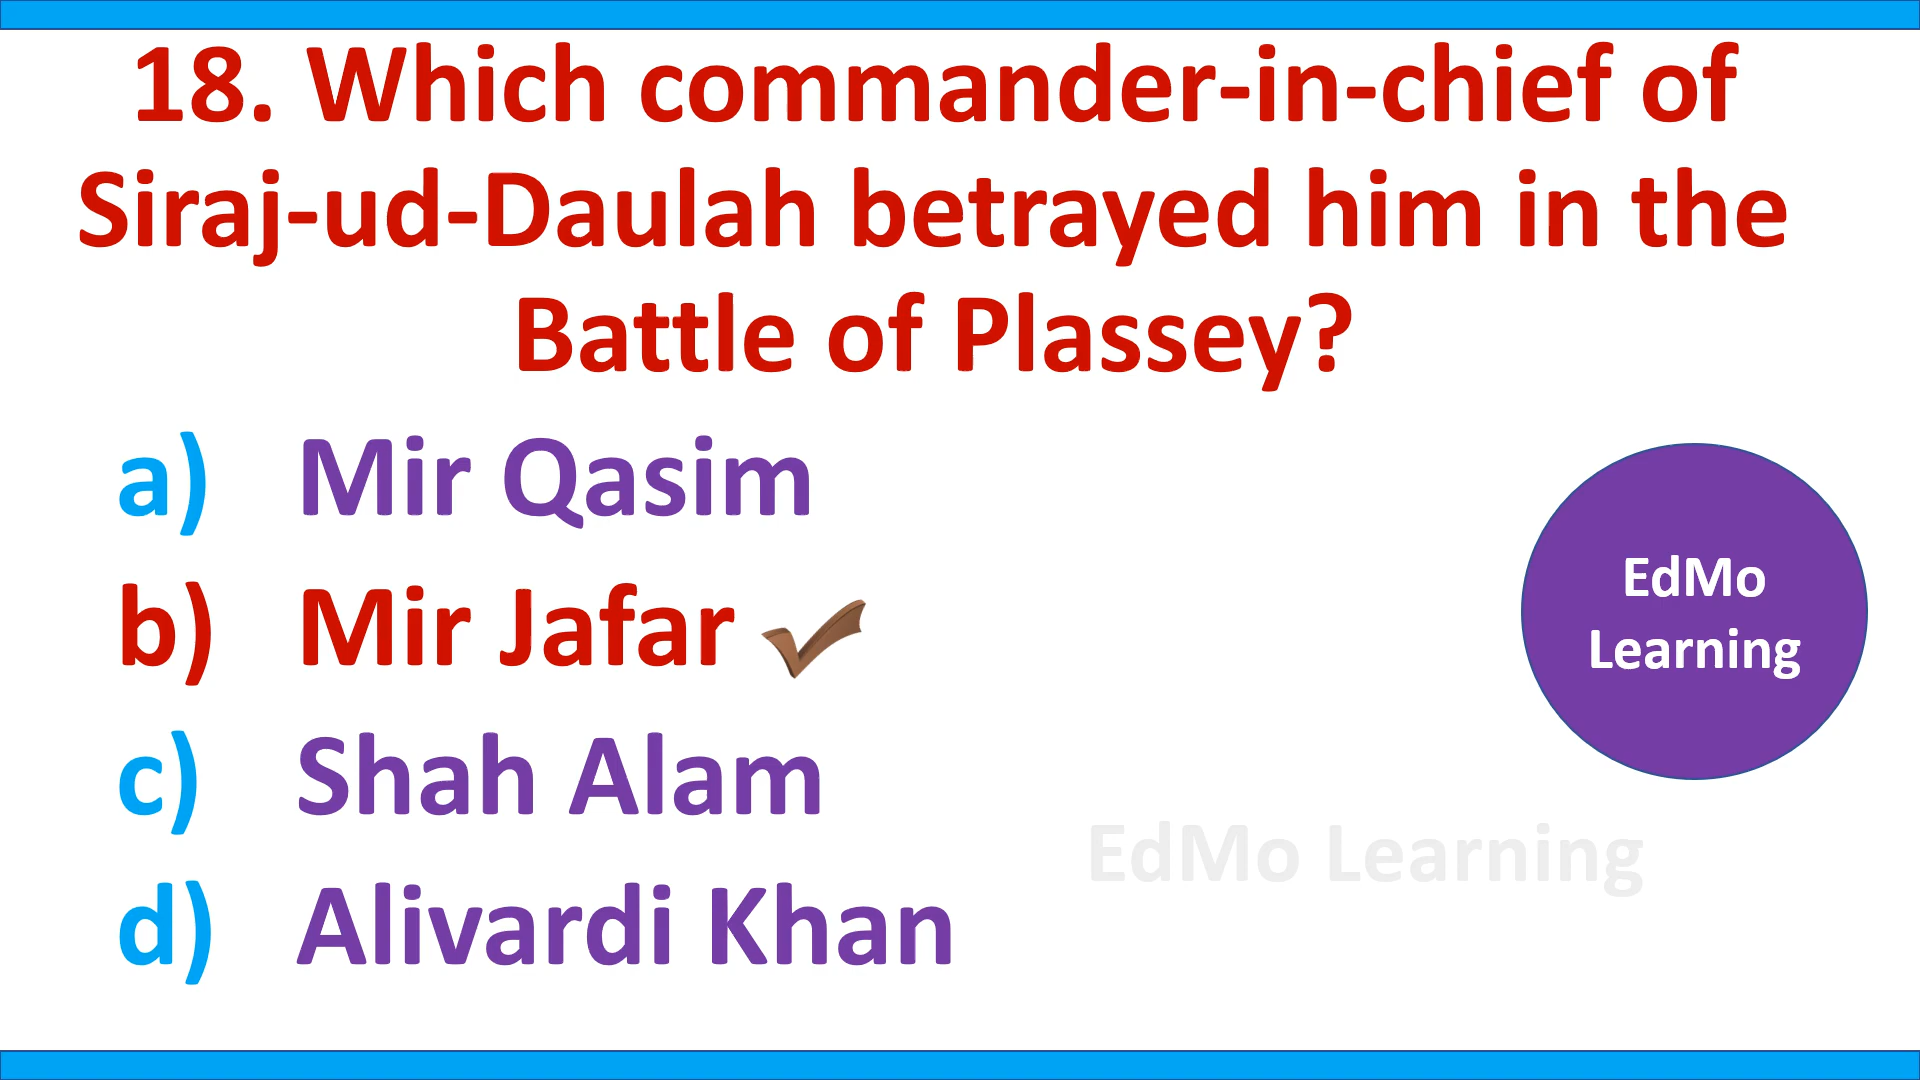 18. Which commander-in-chief of
Siraj-ud-Daulah betrayed him in the
Battle of Plassey?
a) Mir Qasim
b) Mir Jafar
c) Shah Alam
d) Alivardi Khan
EdMo
Learning
EdMo Learning